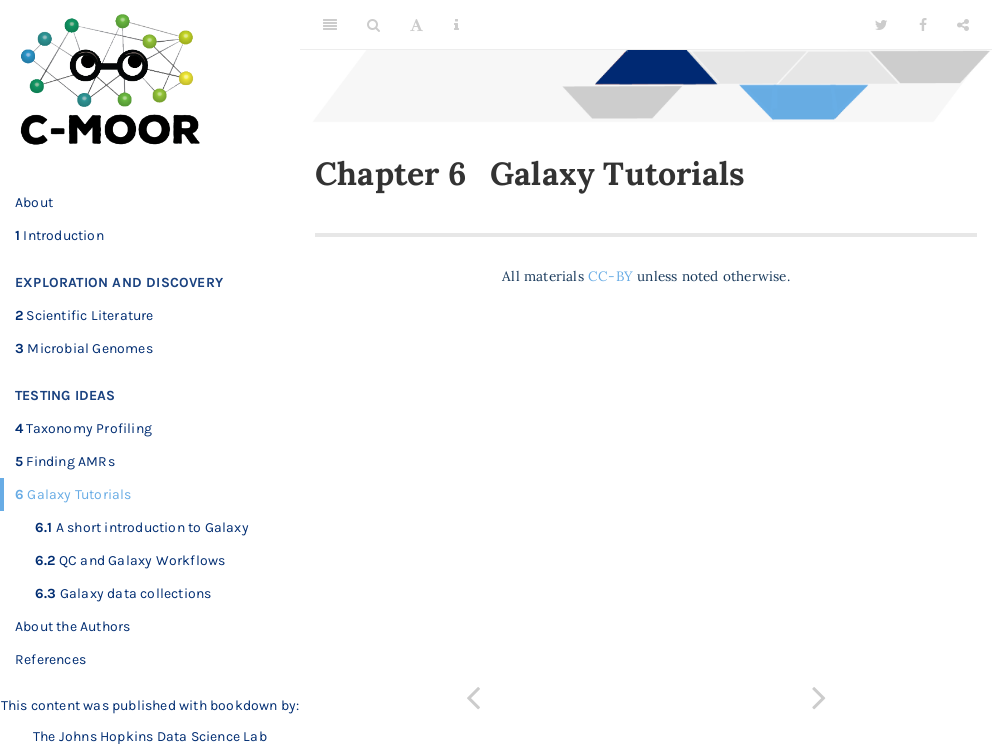 C-MOOR
About
1 Introduction
EXPLORATION AND DISCOVERY
2 Scientific Literature
3 Microbial Genomes
TESTING IDEAS
4 Taxonomy Profiling
5 Finding AMRs
6 Galaxy Tutorials
6.1 A short introduction to Galaxy
6.2 QC and Galaxy Workflows
6.3 Galaxy data collections
About the Authors
References
This content was published with bookdown by:
The Johns Hopkins Data Science Lab
Chapter 6 Galaxy Tutorials
All materials CC-BY unless noted otherwise.